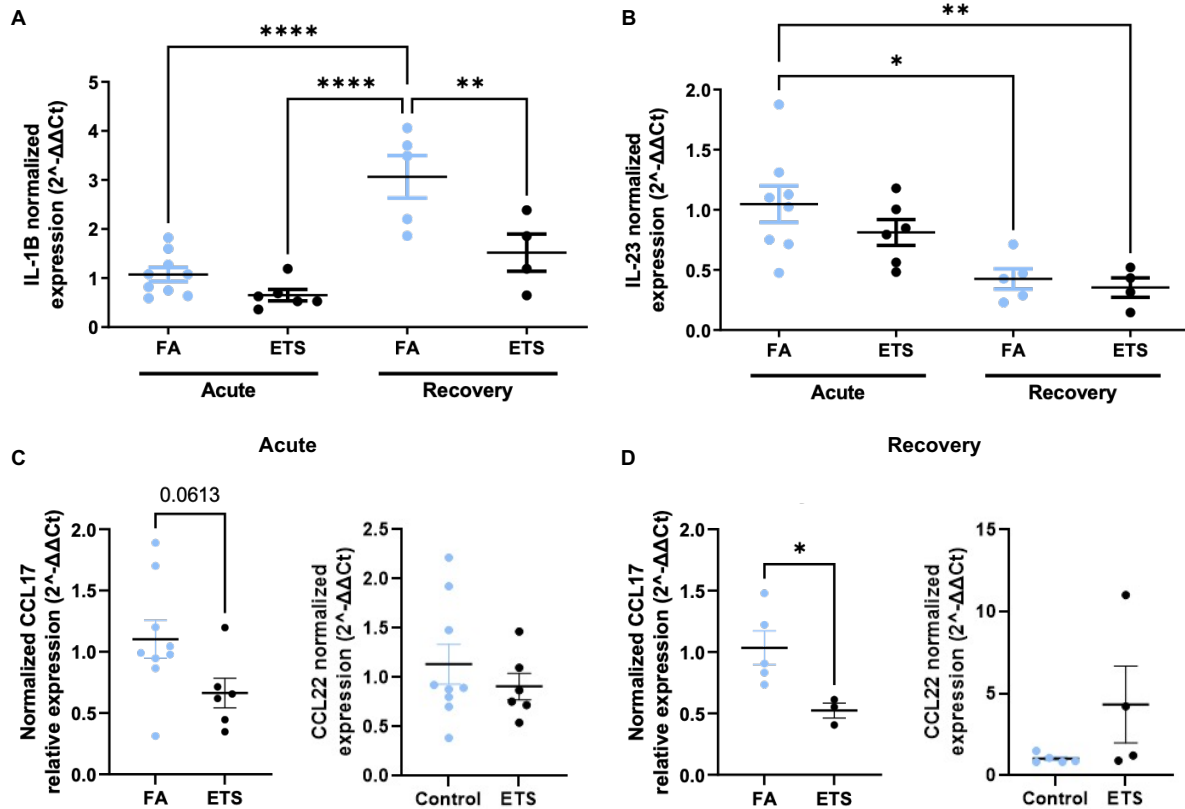 A
****
****
**
IL-1B normalized
expression (2^-ΔΔCt)
5
4
3
2
1
0
FA
ETS
FA
ETS
Acute
Recovery
B
**
*
IL-23 normalized
expression (2^-ΔΔCt)
2.0
1.5
1.0
0.5
0.0
FA
ETS
FA
ETS
Acute
Recovery
Acute
C
0.0613
Normalized CCL17
relative expression (2^-ΔΔCt)
2.0
1.5
1.0
0.5
0.0
FA
ETS
CCL22 normalized
expression (2^-ΔΔCt)
2.5
2.0
1.5
1.0
0.5
0.0
Control
ETS
Recovery
D
*
Normalized CCL17
relative expression (2^-ΔΔCt)
2.0
1.5
1.0
0.5
0.0
FA
ETS
CCL22 normalized
expression (2^-ΔΔCt)
15
10
5
0
Control
ETS